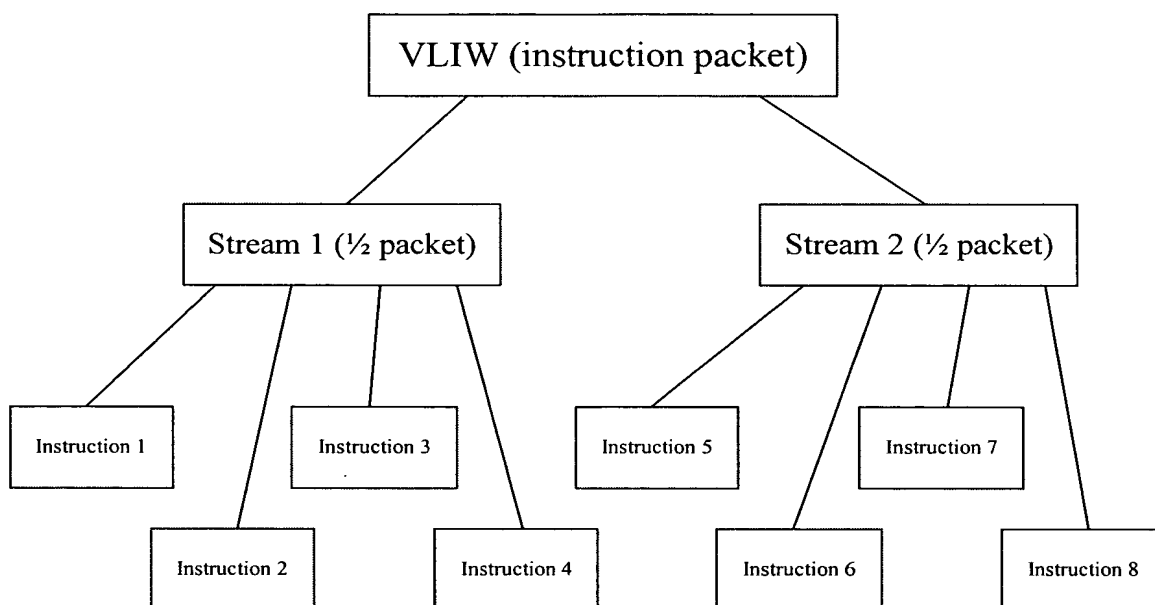 VLIW (instruction packet)
Stream 1 (½ packet)
Stream 2 (½ packet)
Instruction 1
Instruction 3
Instruction 5
Instruction 7
Instruction 2
Instruction 4
Instruction 6
Instruction 8